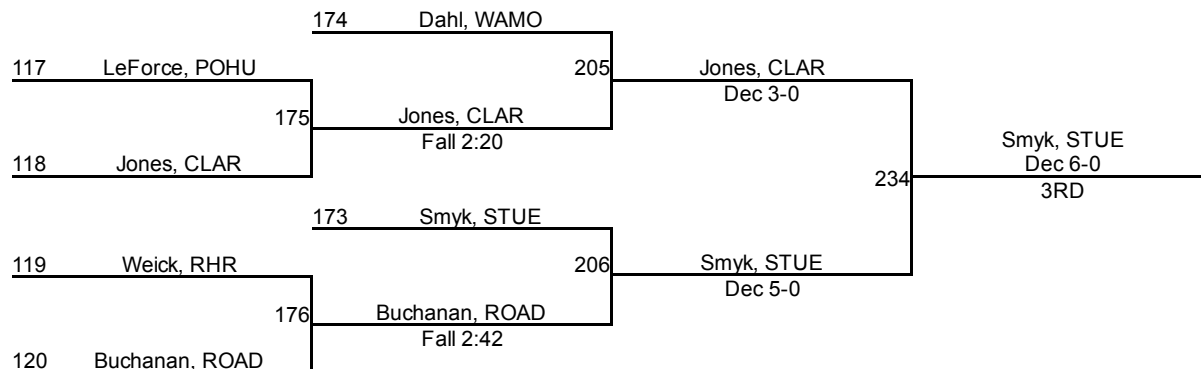 174 Dahl, WAMO
117 LeForce, POHU
205 Jones, CLAR
Dec 3-0
175 Jones, CLAR
Fall 2:20
118 Jones, CLAR
Smyk, STUE
Dec 6-0
234
3RD
173 Smyk, STUE
119 Weick, RHR
206 Smyk, STUE
Dec 5-0
176 Buchanan, ROAD
Fall 2:42
120 Buchanan, ROAD